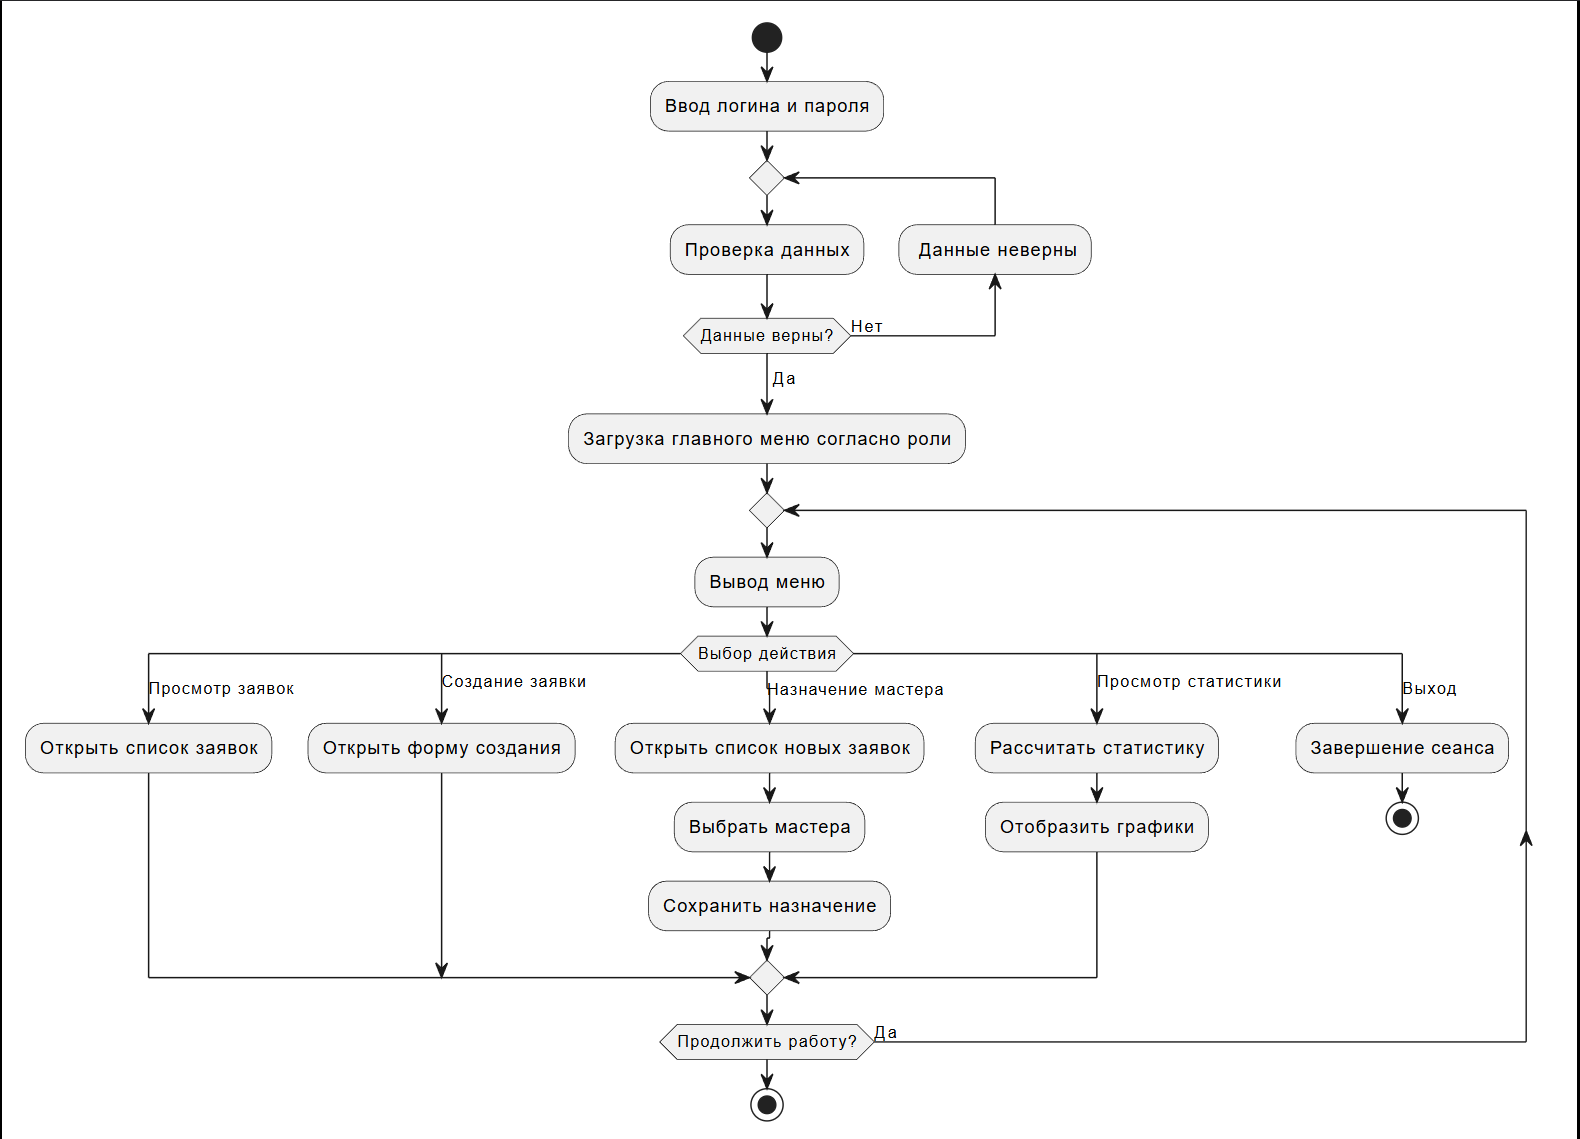 Ввод логина и пароля
Проверка данных
Данные неверны
Данные верны?
Нет
Да
Загрузка главного меню согласно роли
Вывод меню
Выбор действия
Просмотр заявок
Создание заявки
Назначение мастера
Просмотр статистики
Выход
Открыть список заявок
Открыть форму создания
Открыть список новых заявок
Рассчитать статистику
Завершение сеанса
Выбрать мастера
Отобразить графики
Сохранить назначение
Продолжить работу?
Да